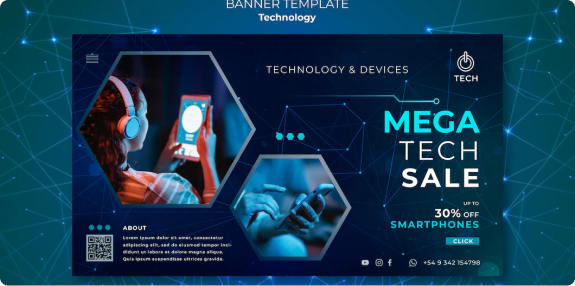 BANNER TEMPLATE
Technology
TECHNOLOGY & DEVICES
TECH
MEGA
TECH
SALE
UP TO
30% OFF
SMARTPHONES
CLICK
ABOUT
Lorem ipsum dolor sit amet, consectetur
adipiscing elit, sed do eiusmod tempor inci-
didunt ut labore et dolore magna aliqua.
Quis ipsum suspendisse ultrices gravida.
+54 9 342 154798